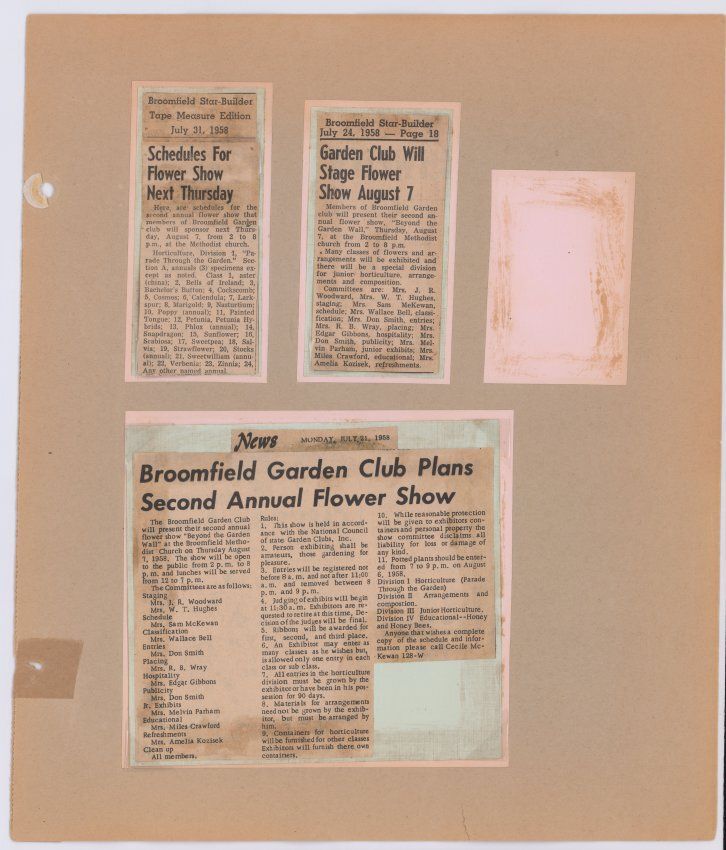 Broomfield Star-Builder
Tape Measure Edition
July 31, 1958
Schedules For
Flower Show
Next Thursday
Here, are schedules for the
second annual flower show that
members of Broomfield Garden
club will sponsor next Thurs-
day, August 7, from 2 to 8
p.m., at the Methodist church.
Horticulture, Division 1, "Pa-
rade Through the Garden." Sec-
tion A, annuals (3) specimens ex-
cept as noted. Class 1, aster
(china); 2, Bells of Ireland; 3,
Bachelor's Button; 4, Cockscomb;
5, Cosmos; 6, Calendula; 7, Lark-
spur; 8, Marigold; 9, Nasturtium;
10, Poppy (annual); 11, Painted
Tongue; 12, Petunia, Petunia Hy-
brids; 13, Phlox (annual); 14,
Snapdragon; 15, Sunflower; 16,
Scabiosa; 17, Sweetpea; 18, Sal-
via; 19, Strawflower; 20, Stocks
(annual); 21, Sweetwilliam (annu-
al); 22, Verbenia; 23, Zinnia; 24,
Any other named annual.
Broomfield Star-Builder
July 24, 1958 — Page 18
Garden Club Will
Stage Flower
Show August 7
Members of Broomfield Garden
club will present their second an-
nual flower show, "Beyond the
Garden Wall," Thursday, August
7, at the Broomfield Methodist
church from 2 to 8 p.m.
Many classes of flowers and ar-
rangements will be exhibited and
there will be a special division
for junior horticulture, arrange-
ments and composition.
Committees are: Mrs. J. R.
Woodward, Mrs. W. T. Hughes,
staging; Mrs. Sam McKewan,
schedule; Mrs. Wallace Bell, classi-
fication; Mrs. Don Smith, entries;
Mrs. R. B. Wray, placing; Mrs.
Edgar Gibbons, hospitality; Mrs.
Don Smith, publicity; Mrs. Mel-
vin Parham, junior exhibits; Mrs.
Miles Crawford, educational; Mrs.
Amelia Kozisek, refreshments.
News MONDAY, JULY 21, 1958
Broomfield Garden Club Plans
Second Annual Flower Show
The Broomfield Garden Club
will present their second annual
flower show "Beyond the Garden
Wall" at the Broomfield Metho-
dist Church on Thursday August
7, 1958. The show will be open
to the public from 2 p. m. to 8
p. m. and lunches will be served
from 12 to 7 p. m.
The Committees are as follows:
Staging
Mrs. J. R. Woodward
Mrs. W. T. Hughes
Schedule
Mrs. Sam McKewan
Classification
Mrs. Wallace Bell
Entries
Mrs. Don Smith
Placing
Mrs. R. B. Wray
Hospitality
Mrs. Edgar Gibbons
Publicity
Mrs. Don Smith
Jr. Exhibits
Mrs. Melvin Parham
Educational
Mrs. Miles Crawford
Refreshments
Mrs. Amelia Kozisek
Clean up
All members.
Rules:
1. This show is held in accord-
ance with the National Council
of state Garden Clubs, Inc.
2. Person exhibiting shall be
amateurs, those gardening for
pleasure.
3. Entries will be registered not
before 8 a. m. and not after 11:00
a. m. and removed between 8
p. m. and 9 p. m.
4. Judging of exhibits will begin
at 11:30 a. m. Exhibitors are re-
quested to retire at this time, De-
cision of the judges will be final.
5. Ribbons will be awarded for
first, second, and third place.
6. An Exhibitor may enter as
many classes as he wishes but,
is allowed only one entry in each
class or sub class.
7. All entries in the horticulture
division must be grown by the
exhibitor or have been in his pos-
session for 90 days.
8. Materials for arrangements
need not be grown by the exhib-
itor, but must be arranged by
him.
9. Containers for horticulture
will be furnished for other classes
Exhibitors will furnish there own
containers.
10. While reasonable protection
will be given to exhibitors con-
tainers and personal property the
show committee disclaims all
liability for loss or damage of
any kind.
11. Potted plants should be enter-
ed from 7 to 9 p. m. on August
6, 1958.
Division I Horticulture (Parade
Through the Garden)
Division II Arrangements and
compostion.
Division III Junior Horticulture.
Division IV Educational--Honey
and Honey Bees.
Anyone that wishes a complete
copy of the schedule and infor-
mation please call Cecile Mc-
Kewan 128-W